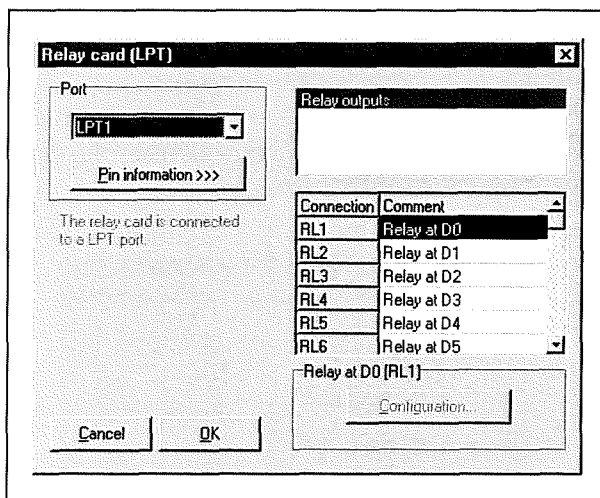 Relay card (LPT)
Port
LPT1
Pin information >>>
The relay card is connected
to a LPT port
Cancel
OK
Relay outputs
Connection Comment
RL1 Relay at D0
RL2 Relay at D1
RL3 Relay at D2
RL4 Relay at D3
RL5 Relay at D4
RL6 Relay at D5
Relay at D0 [RL1]
Configuration...